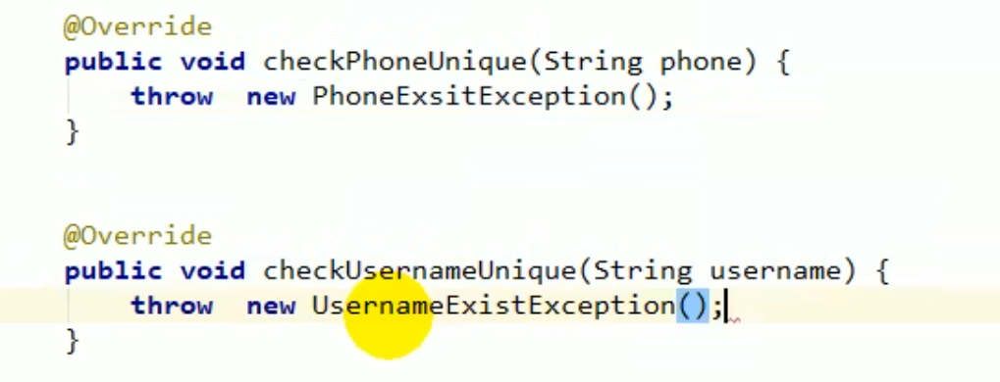 @Override
public void checkPhoneUnique(String phone) {
throw  new PhoneExsitException();
}
@Override
public void checkUsernameUnique(String username) {
throw  new UsernameExistException();
}